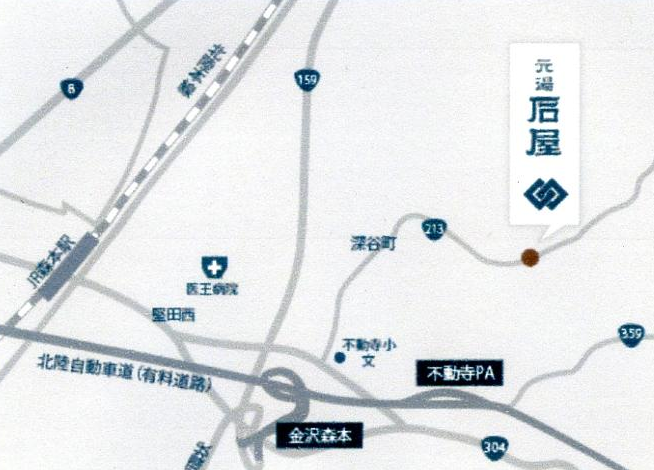 8
159
元
湯
石
屋
213
深谷町
JR森本駅
医王病院
堅田西
359
不動寺小
文
北陸自動車道(有料道路)
不動寺PA
金沢森本
304